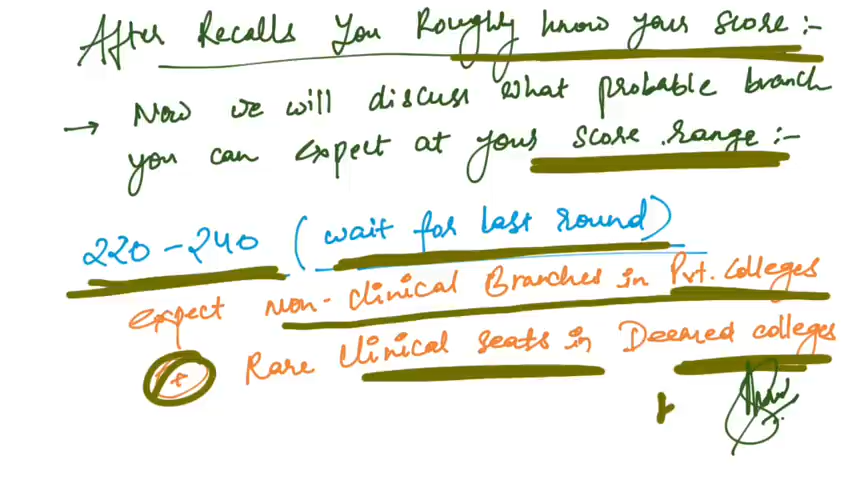 After Recalls You Roughly know your score :-
→ Now we will discuss what probable branch
you can expect at your score range :-
220-240 (wait for last round)
expect non-clinical Branches in Pvt. Colleges
+ Rare clinical seats in Deemed colleges